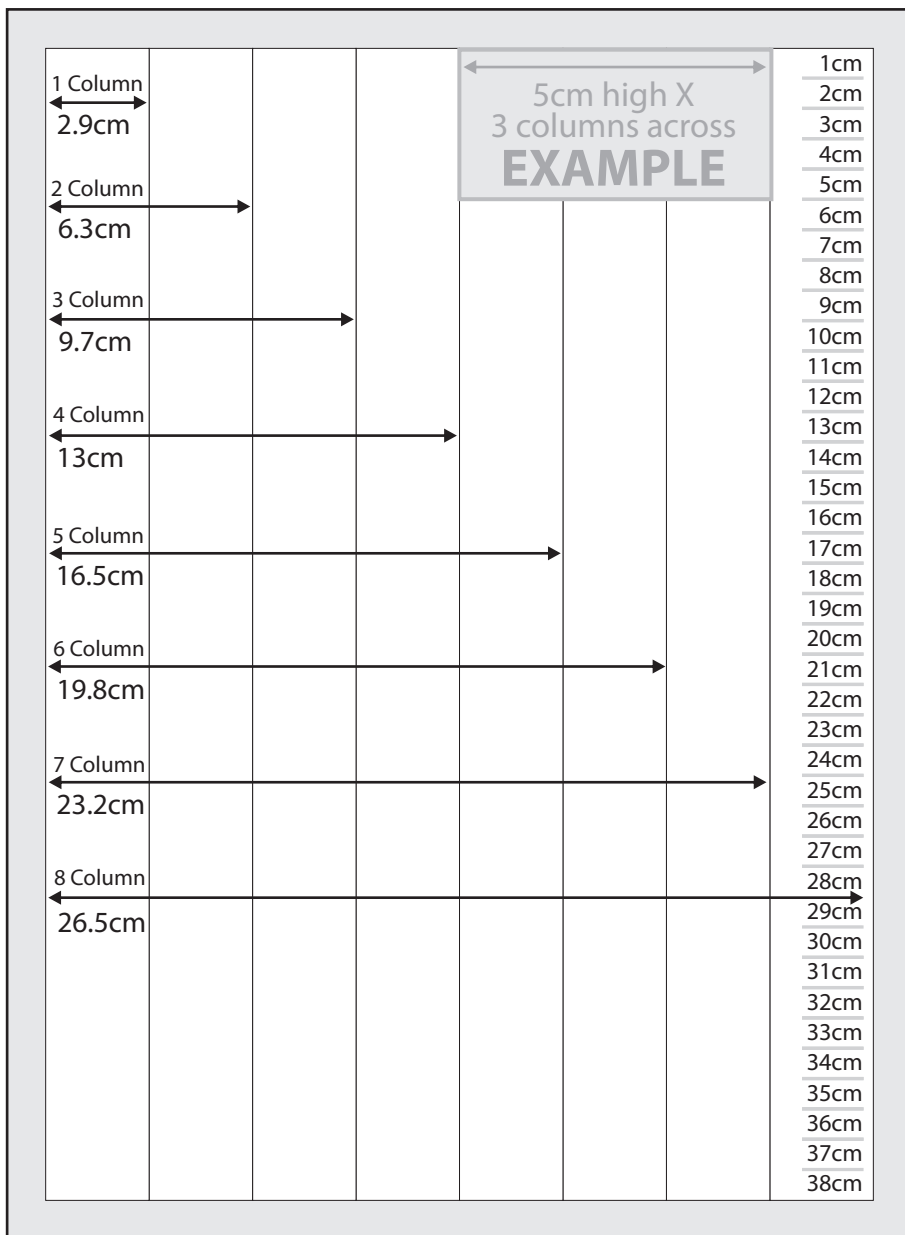 1 Column
2.9cm
2 Column
6.3cm
3 Column
9.7cm
4 Column
13cm
5 Column
16.5cm
6 Column
19.8cm
7 Column
23.2cm
8 Column
26.5cm
5cm high X
3 columns across
EXAMPLE
1cm
2cm
3cm
4cm
5cm
6cm
7cm
8cm
9cm
10cm
11cm
12cm
13cm
14cm
15cm
16cm
17cm
18cm
19cm
20cm
21cm
22cm
23cm
24cm
25cm
26cm
27cm
28cm
29cm
30cm
31cm
32cm
33cm
34cm
35cm
36cm
37cm
38cm